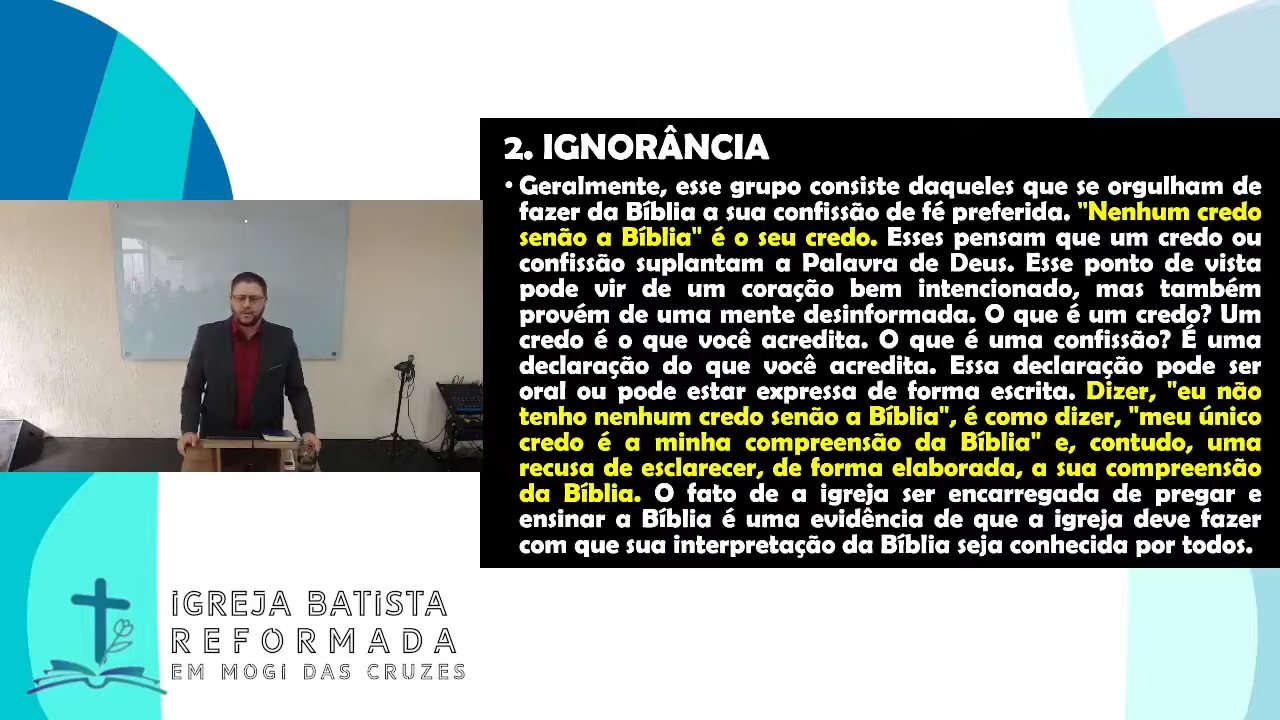 2. IGNORÂNCIA
• Geralmente, esse grupo consiste daqueles que se orgulham de
fazer da Bíblia a sua confissão de fé preferida. "Nenhum credo
senão a Bíblia" é o seu credo. Esses pensam que um credo ou
confissão suplantam a Palavra de Deus. Esse ponto de vista
pode vir de um coração bem intencionado, mas também
provém de uma mente desinformada. O que é um credo? Um
credo é o que você acredita. O que é uma confissão? É uma
declaração do que você acredita. Essa declaração pode ser
oral ou pode estar expressa de forma escrita. Dizer, "eu não
tenho nenhum credo senão a Bíblia", é como dizer, "meu único
credo é a minha compreensão da Bíblia" e, contudo, uma
recusa de esclarecer, de forma elaborada, a sua compreensão
da Bíblia. O fato de a igreja ser encarregada de pregar e
ensinar a Bíblia é uma evidência de que a igreja deve fazer
com que sua interpretação da Bíblia seja conhecida por todos.
iGREJA BATiSTA
REFORMADA
EM MOGi DAS CRUZES